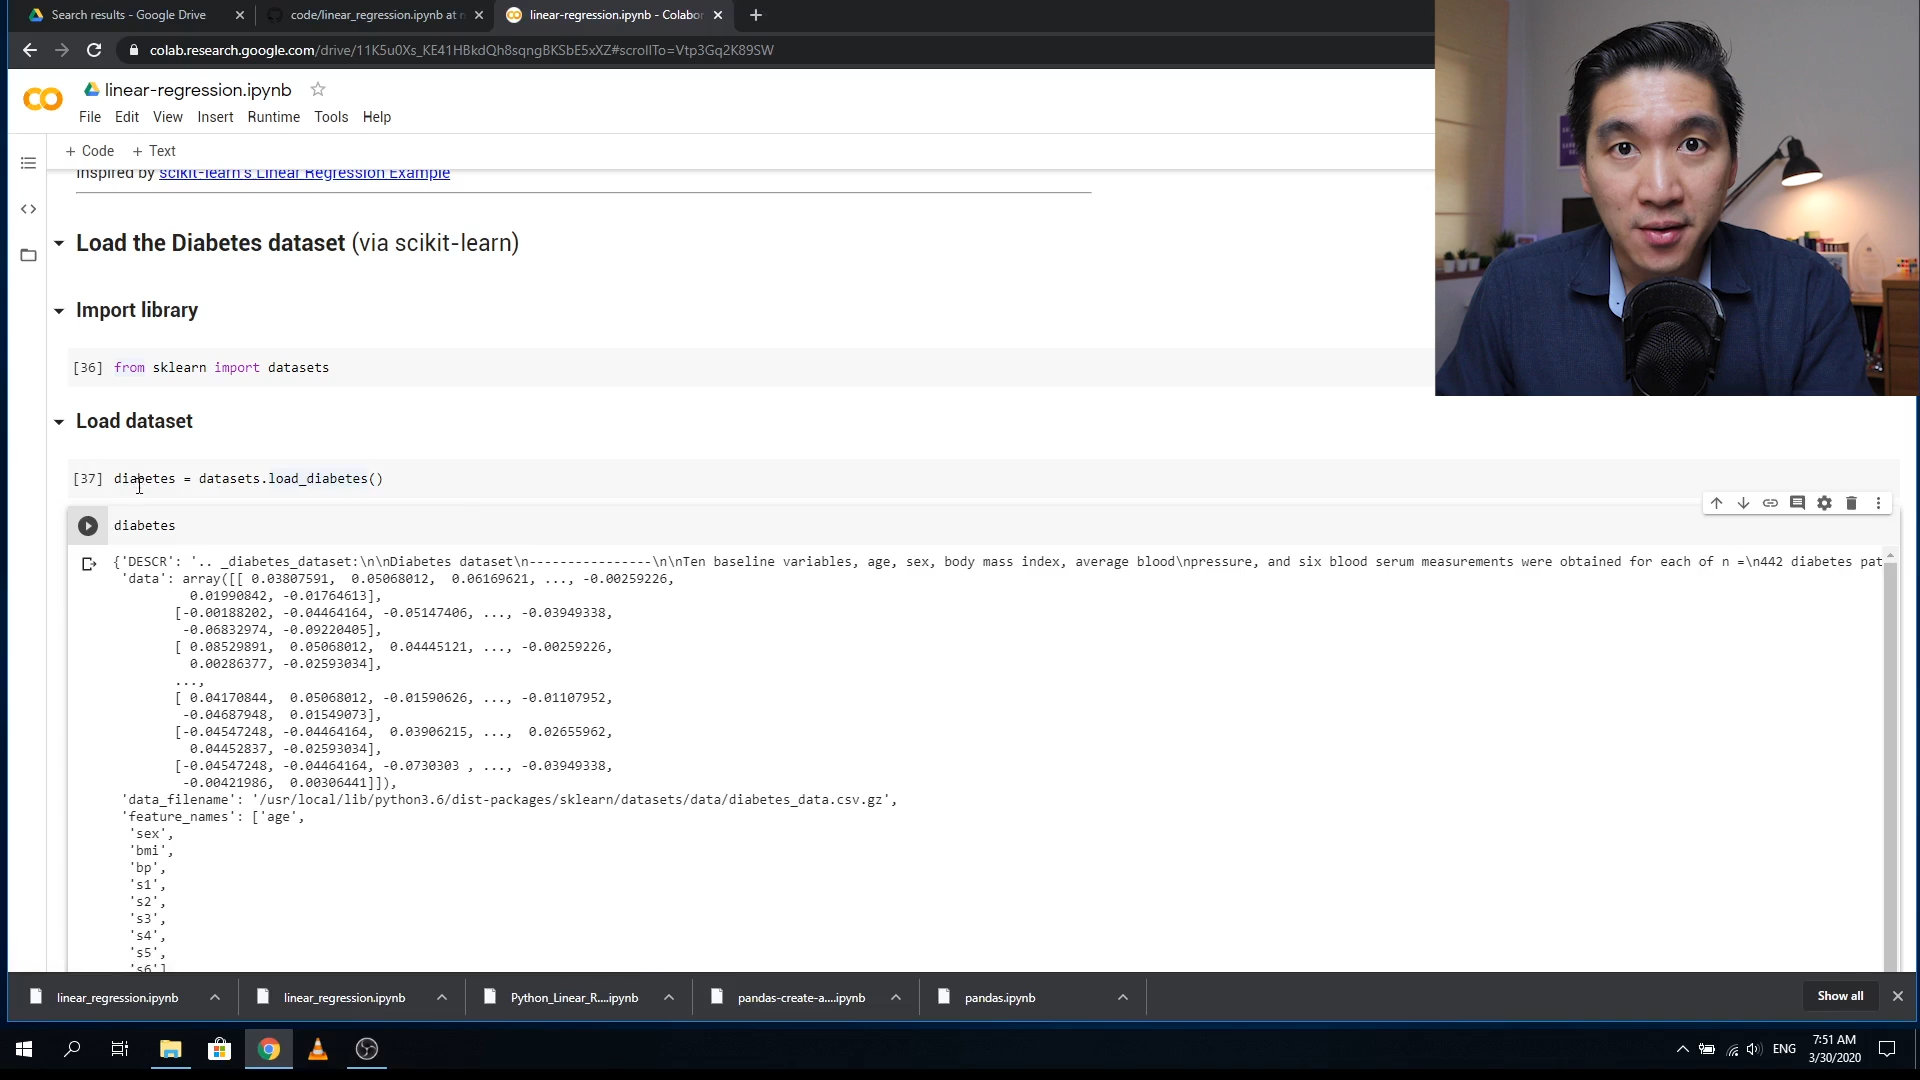 Search results - Google Drive
code/linear_regression.ipynb at
linear-regression.ipynb - Colabor
colab.research.google.com/drive/11K5u0Xs_KE41HBkdQh8sqngBKSbE5xXZ#scrollTo=Vtp3Gq2K89SW
CO
linear-regression.ipynb
File Edit View Insert Runtime Tools Help
+ Code + Text
Inspired by scikit-learn's Linear Regression Example
Load the Diabetes dataset (via scikit-learn)
Import library
[36] from sklearn import datasets
Load dataset
[37] diabetes = datasets.load_diabetes()
diabetes
{'DESCR': '.. _diabetes_dataset:\n\nDiabetes dataset\n----------------\n\nTen baseline variables, age, sex, body mass index, average blood\npressure, and six blood serum measurements were obtained for each of n =\n442 diabetes pat
'data': array([[ 0.03807591,  0.05068012,  0.06169621, ..., -0.00259226,
0.01990842, -0.01764613],
[-0.00188202, -0.04464164, -0.05147406, ..., -0.03949338,
-0.06832974, -0.09220405],
[ 0.08529891,  0.05068012,  0.04445121, ..., -0.00259226,
0.00286377, -0.02593034],
...,
[ 0.04170844,  0.05068012, -0.01590626, ..., -0.01107952,
-0.04687948,  0.01549073],
[-0.04547248, -0.04464164,  0.03906215, ...,  0.02655962,
0.04452837, -0.02593034],
[-0.04547248, -0.04464164, -0.0730303 , ..., -0.03949338,
-0.00421986,  0.00306441]]),
'data_filename': '/usr/local/lib/python3.6/dist-packages/sklearn/datasets/data/diabetes_data.csv.gz',
'feature_names': ['age',
'sex',
'bmi',
'bp',
's1',
's2',
's3',
's4',
's5',
's6']
linear_regression.ipynb
linear_regression.ipynb
Python_Linear_R....ipynb
pandas-create-a....ipynb
pandas.ipynb
Show all
ENG
7:51 AM
3/30/2020